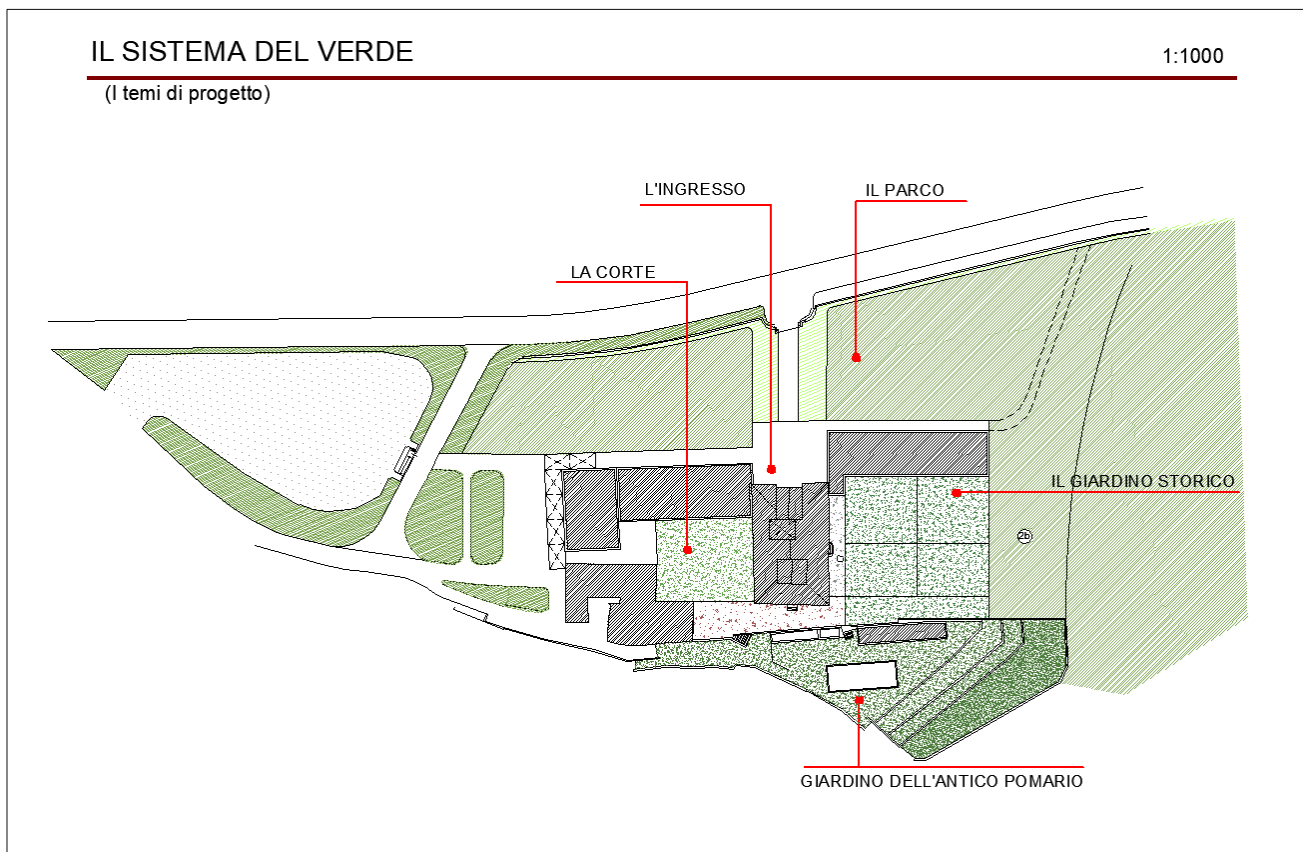 IL SISTEMA DEL VERDE
1:1000
(I temi di progetto)
L'INGRESSO
IL PARCO
LA CORTE
IL GIARDINO STORICO
2b
GIARDINO DELL'ANTICO POMARIO